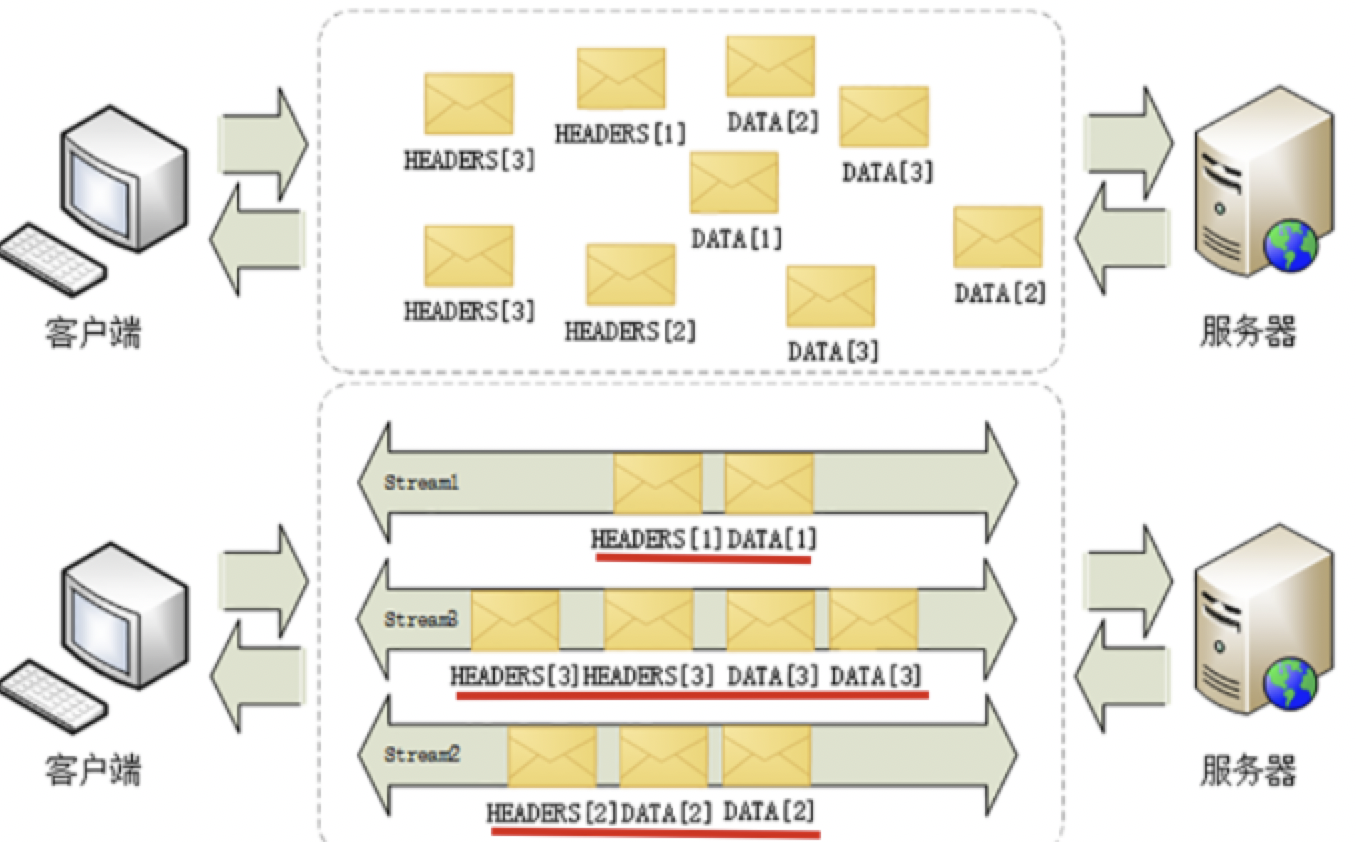 HEADERS[3]
HEADERS[1]
DATA[2]
DATA[3]
DATA[1]
HEADERS[3]
HEADERS[2]
DATA[3]
DATA[2]
客户端
服务器
Stream1
HEADERS[1] DATA[1]
Stream3
HEADERS[3] HEADERS[3] DATA[3] DATA[3]
Stream2
HEADERS[2] DATA[2] DATA[2]
客户端
服务器